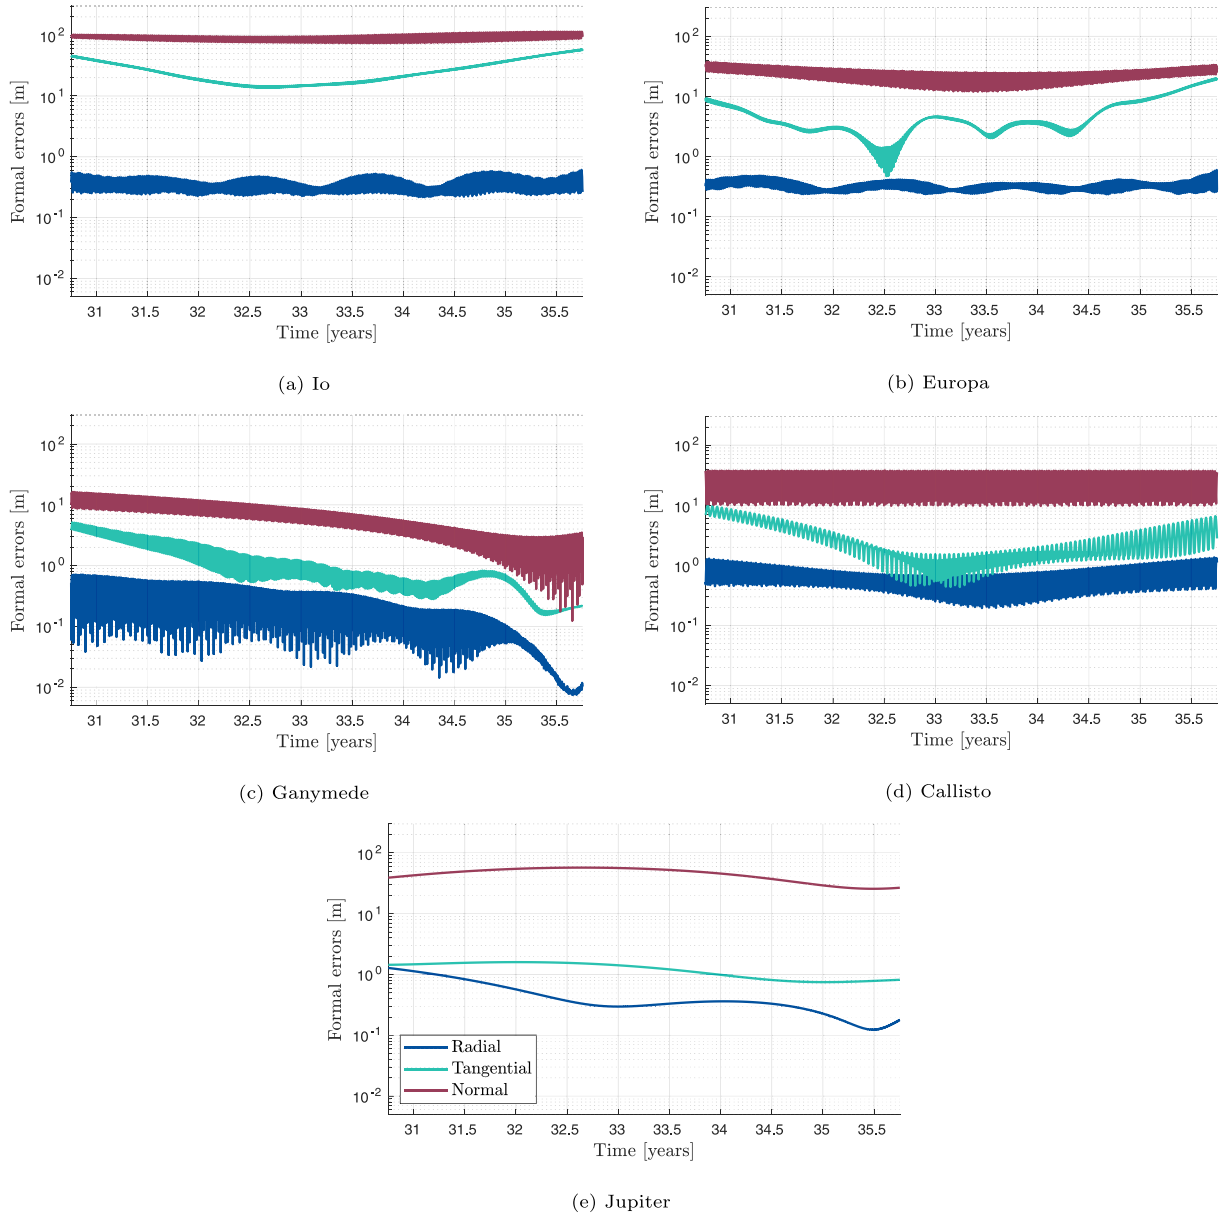 Formal errors [m]
10^2
10^1
10^0
10^-1
10^-2
31 31.5 32 32.5 33 33.5 34 34.5 35 35.5
Time [years]
(a) Io
Formal errors [m]
10^2
10^1
10^0
10^-1
10^-2
31 31.5 32 32.5 33 33.5 34 34.5 35 35.5
Time [years]
(b) Europa
Formal errors [m]
10^2
10^1
10^0
10^-1
10^-2
31 31.5 32 32.5 33 33.5 34 34.5 35 35.5
Time [years]
(c) Ganymede
Formal errors [m]
10^2
10^1
10^0
10^-1
10^-2
31 31.5 32 32.5 33 33.5 34 34.5 35 35.5
Time [years]
(d) Callisto
Formal errors [m]
10^2
10^1
10^0
10^-1
10^-2
Radial
Tangential
Normal
31 31.5 32 32.5 33 33.5 34 34.5 35 35.5
Time [years]
(e) Jupiter